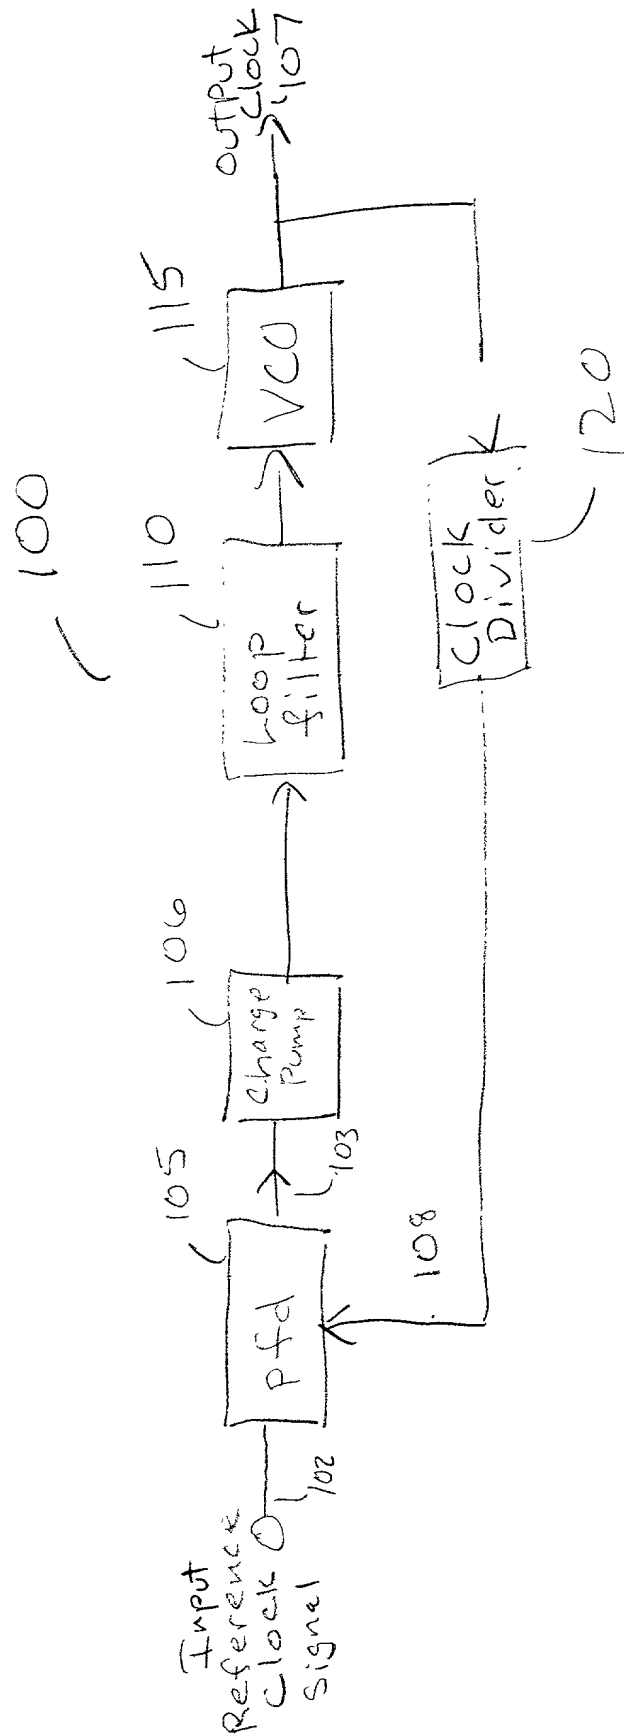 100
Input
Reference
Clock
Signal
102
105
pfd
103
106
Charge
Pump
110
Loop
filter
115
VCO
output
Clock
107
108
Clock
Divider
120